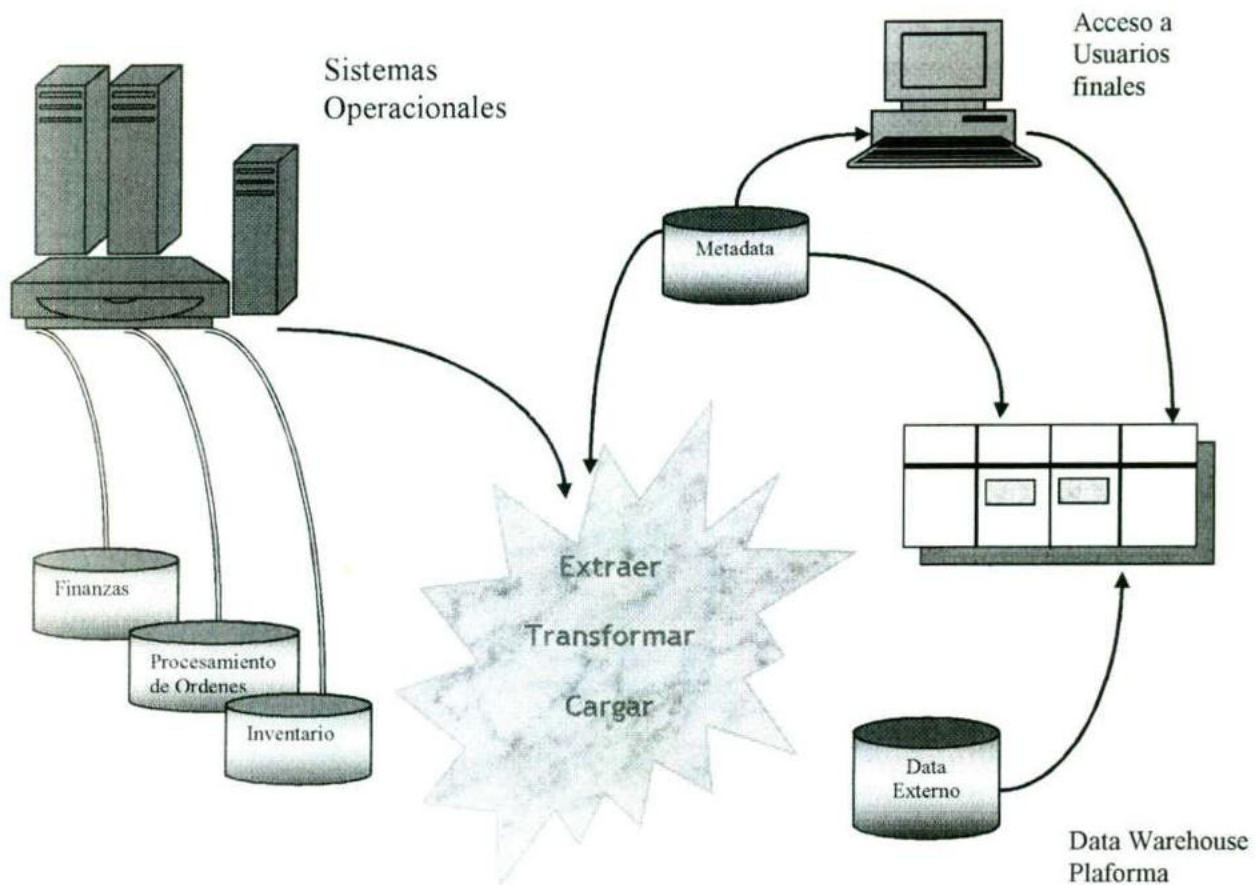 Sistemas
Operacionales
Acceso a
Usuarios
finales
Metadata
Extraer
Transformar
Cargar
Finanzas
Procesamiento
de Ordenes
Inventario
Data
Externo
Data Warehouse
Plaforma